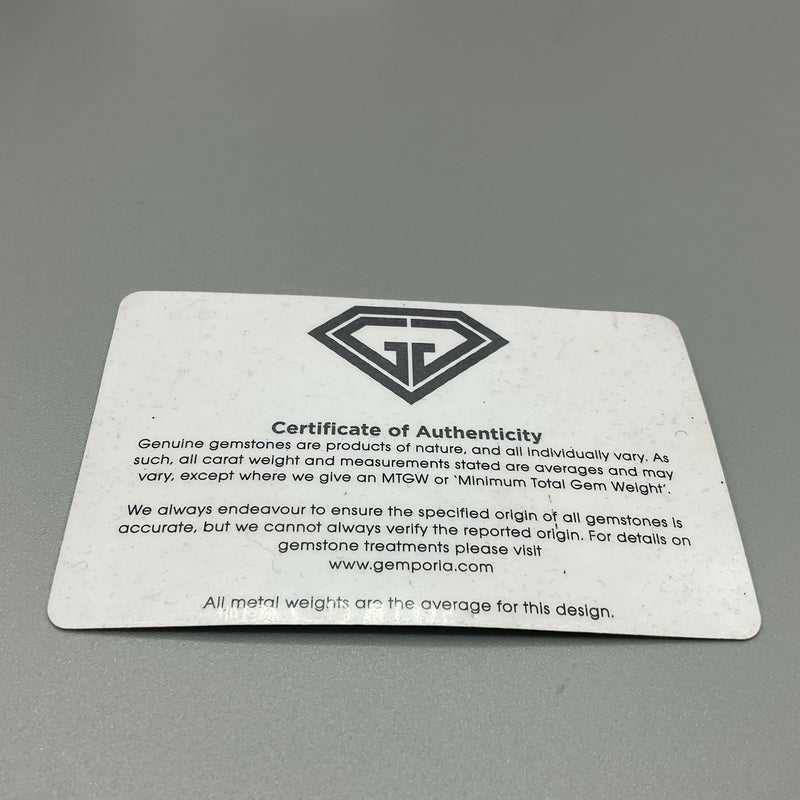 Certificate of Authenticity
Genuine gemstones are products of nature, and all individually vary. As
such, all carat weight and measurements stated are averages and may
vary, except where we give an MTGW or 'Minimum Total Gem Weight'.
We always endeavour to ensure the specified origin of all gemstones is
accurate, but we cannot always verify the reported origin. For details on
gemstone treatments please visit
www.gemporia.com
All metal weights are the average for this design.